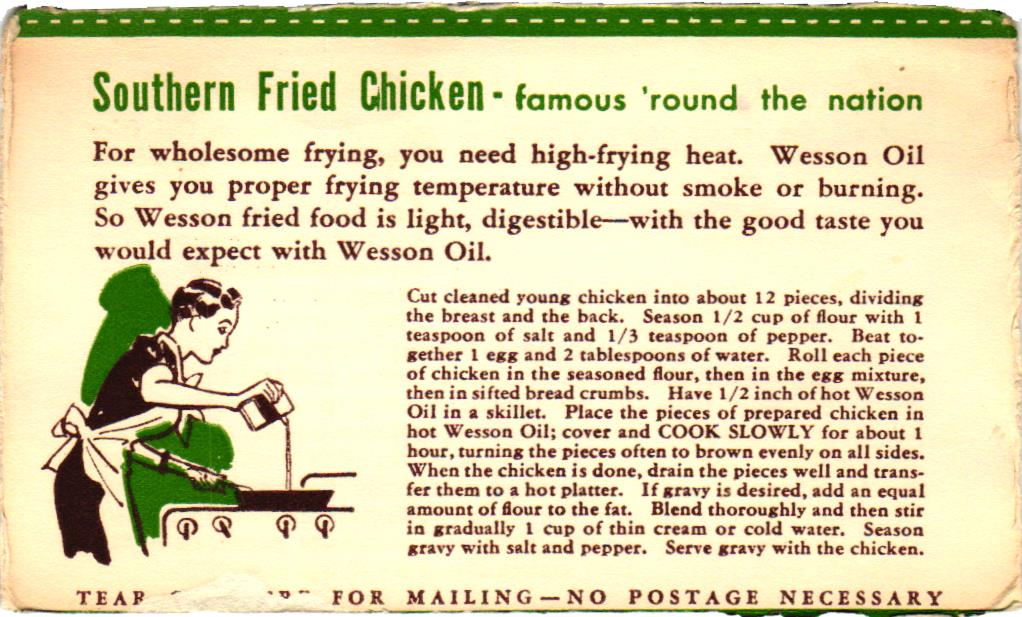 Southern Fried Chicken - famous 'round the nation
For wholesome frying, you need high-frying heat. Wesson Oil
gives you proper frying temperature without smoke or burning.
So Wesson fried food is light, digestible—with the good taste you
would expect with Wesson Oil.
Cut cleaned young chicken into about 12 pieces, dividing
the breast and the back. Season 1/2 cup of flour with 1
teaspoon of salt and 1/3 teaspoon of pepper. Beat to-
gether 1 egg and 2 tablespoons of water. Roll each piece
of chicken in the seasoned flour, then in the egg mixture,
then in sifted bread crumbs. Have 1/2 inch of hot Wesson
Oil in a skillet. Place the pieces of prepared chicken in
hot Wesson Oil; cover and COOK SLOWLY for about 1
hour, turning the pieces often to brown evenly on all sides.
When the chicken is done, drain the pieces well and trans-
fer them to a hot platter. If gravy is desired, add an equal
amount of flour to the fat. Blend thoroughly and then stir
in gradually 1 cup of thin cream or cold water. Season
gravy with salt and pepper. Serve gravy with the chicken.
TEAR FOR MAILING—NO POSTAGE NECESSARY